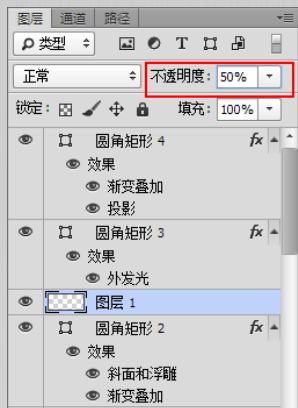 图层 通道 路径
类型 T
正常 不透明度: 50%
锁定: 填充: 100%
圆角矩形 4 fx
效果
渐变叠加
投影
圆角矩形 3 fx
效果
外发光
图层 1
圆角矩形 2 fx
效果
斜面和浮雕
渐变叠加